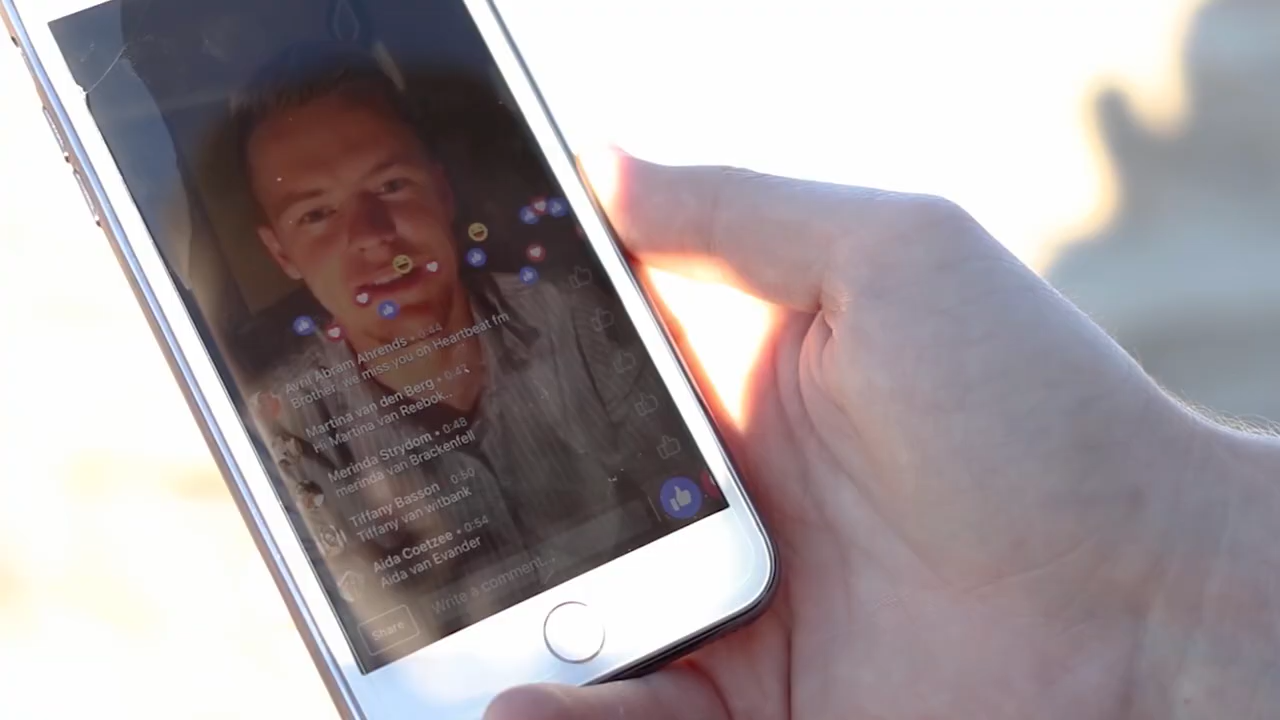 Avril Abram Ahrends • 0:44
Brother, we miss you on Heartbeat fm
Martina van den Berg • 0:47
Hi Martina van Reebok...
Merinda Strydom • 0:48
merinda van Brackenfell
Tiffany Basson • 0:50
Tiffany van witbank
Aida Coetzee • 0:54
Aida van Evander
Write a comment...
Share